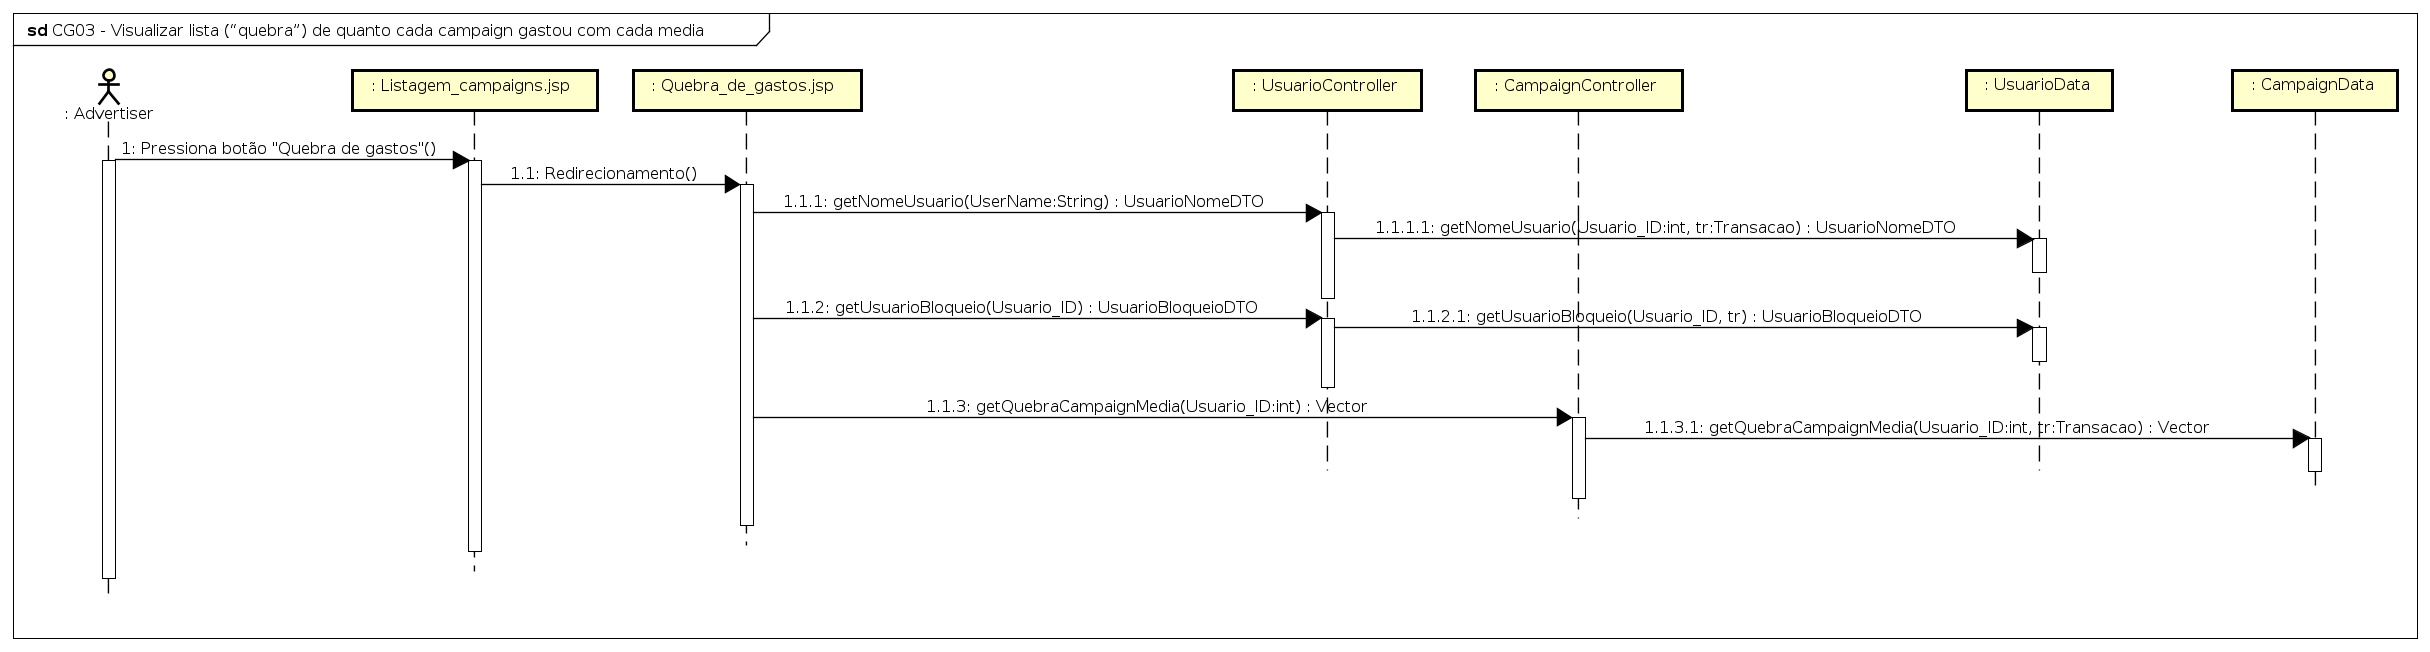 sd CG03 - Visualizar lista (“quebra”) de quanto cada campaign gastou com cada media
: Advertiser
: Listagem_campaigns.jsp
: Quebra_de_gastos.jsp
: UsuarioController
: CampaignController
: UsuarioData
: CampaignData
1: Pressiona botão "Quebra de gastos"()
1.1: Redirecionamento()
1.1.1: getNomeUsuario(UserName:String) : UsuarioNomeDTO
1.1.1.1: getNomeUsuario(Usuario_ID:int, tr:Transacao) : UsuarioNomeDTO
1.1.2: getUsuarioBloqueio(Usuario_ID) : UsuarioBloqueioDTO
1.1.2.1: getUsuarioBloqueio(Usuario_ID, tr) : UsuarioBloqueioDTO
1.1.3: getQuebraCampaignMedia(Usuario_ID:int) : Vector
1.1.3.1: getQuebraCampaignMedia(Usuario_ID:int, tr:Transacao) : Vector